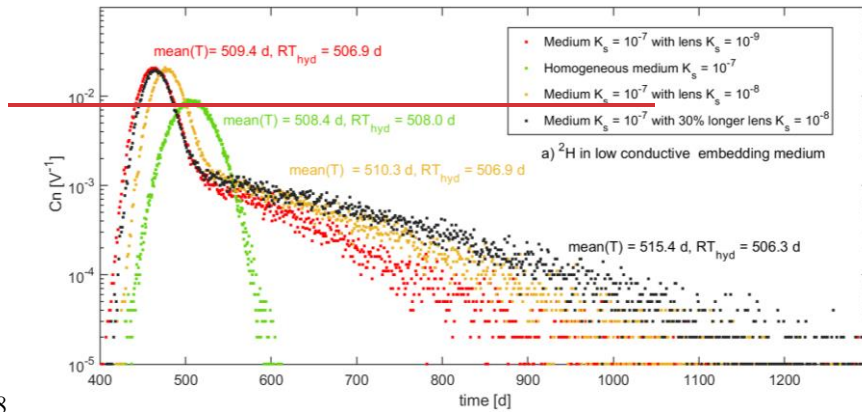 Cn [V⁻¹]
10⁻²
10⁻³
10⁻⁴
10⁻⁵
mean(T)= 509.4 d, RT_hyd = 506.9 d
mean(T) = 508.4 d, RT_hyd = 508.0 d
mean(T) = 510.3 d, RT_hyd = 506.9 d
mean(T) = 515.4 d, RT_hyd = 506.3 d
Medium K_s = 10⁻⁷ with lens K_s = 10⁻⁹
Homogeneous medium K_s = 10⁻⁷
Medium K_s = 10⁻⁷ with lens K_s = 10⁻⁸
Medium K_s = 10⁻⁷ with 30% longer lens K_s = 10⁻⁸
a) ²H in low conductive embedding medium
400 500 600 700 800 900 1000 1100 1200
time [d]
8